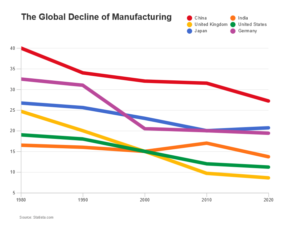 The Global Decline of Manufacturing
China India
United Kingdom United States
Japan Germany
40
35
30
25
20
15
10
5
1980 1990 2000 2010 2020
Source: Statista.com